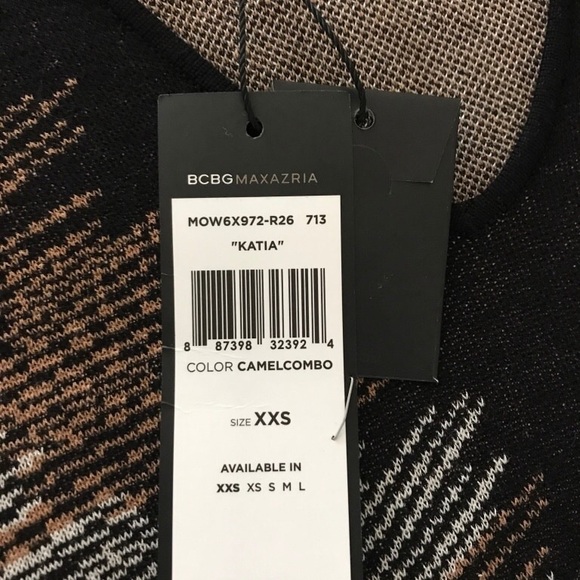 BCBGMAXAZRIA
MOW6X972-R26 713
"KATIA"
8 87398 32392 4
COLOR CAMELCOMBO
SIZE XXS
AVAILABLE IN
XXS XS S M L